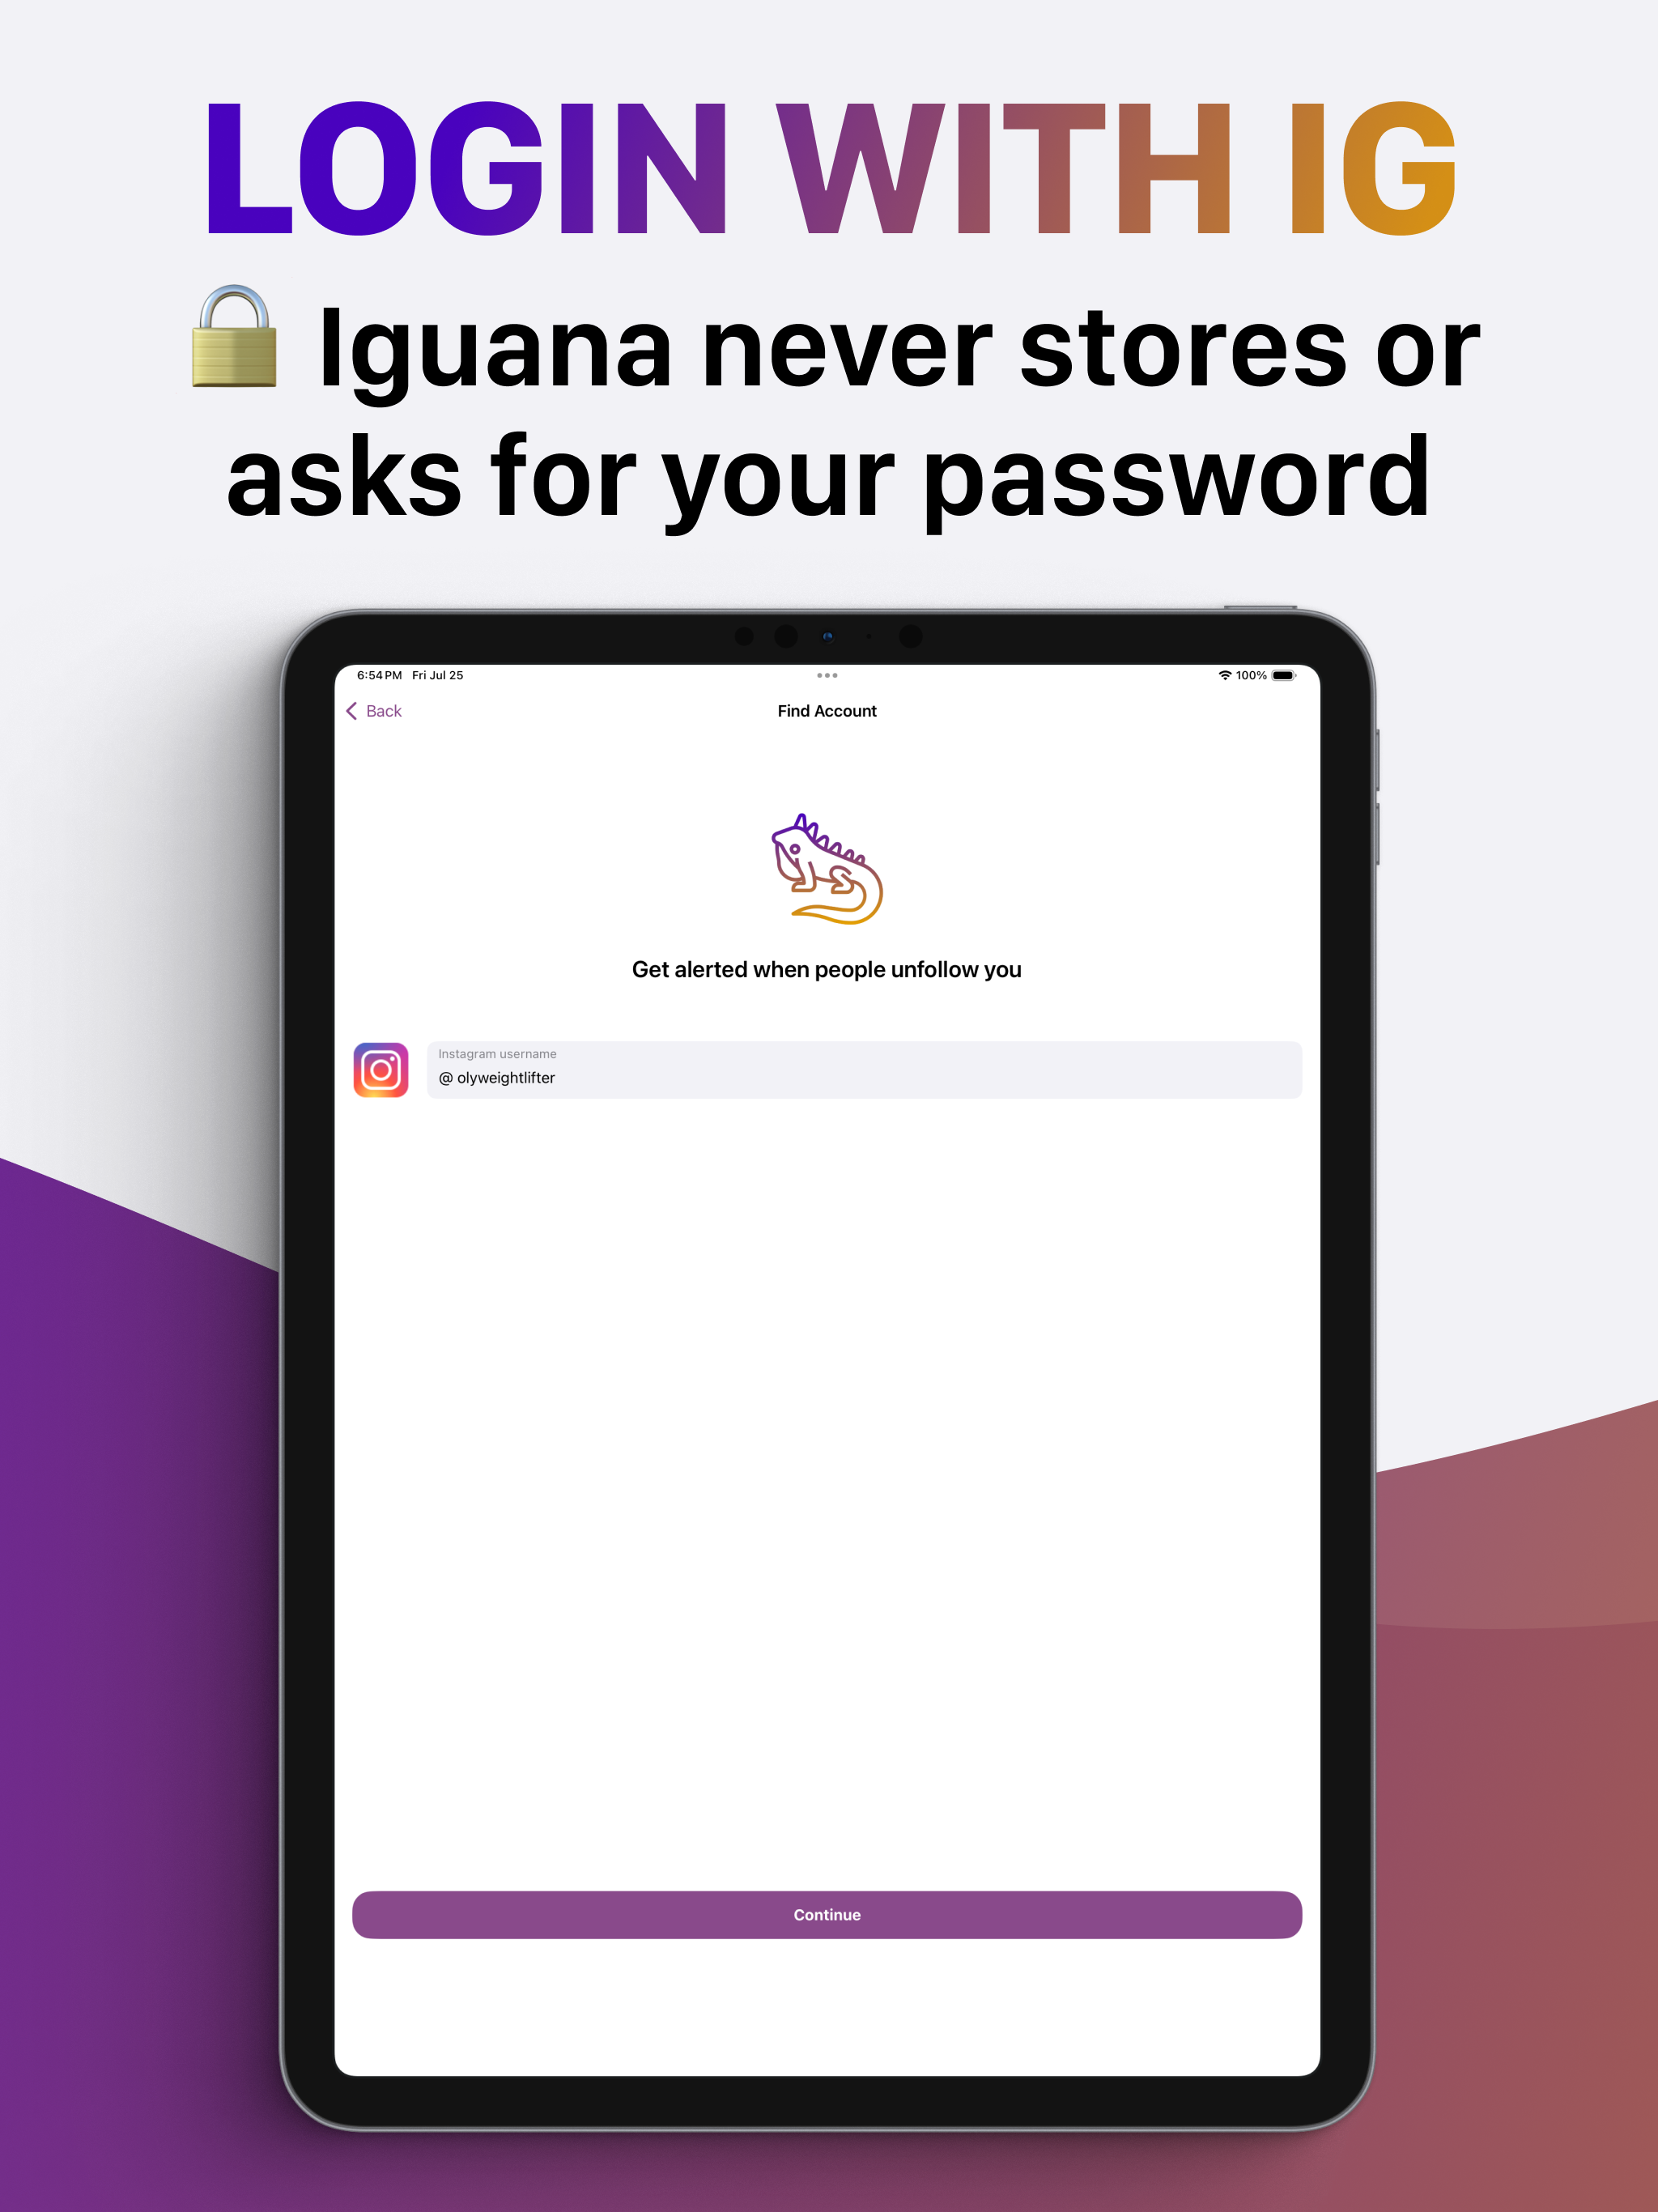 LOGIN WITH IG
🔒 Iguana never stores or
asks for your password
6:54 PM Fri Jul 25
100%
Back
Find Account
Get alerted when people unfollow you
Instagram username
@ olyweightlifter
Continue